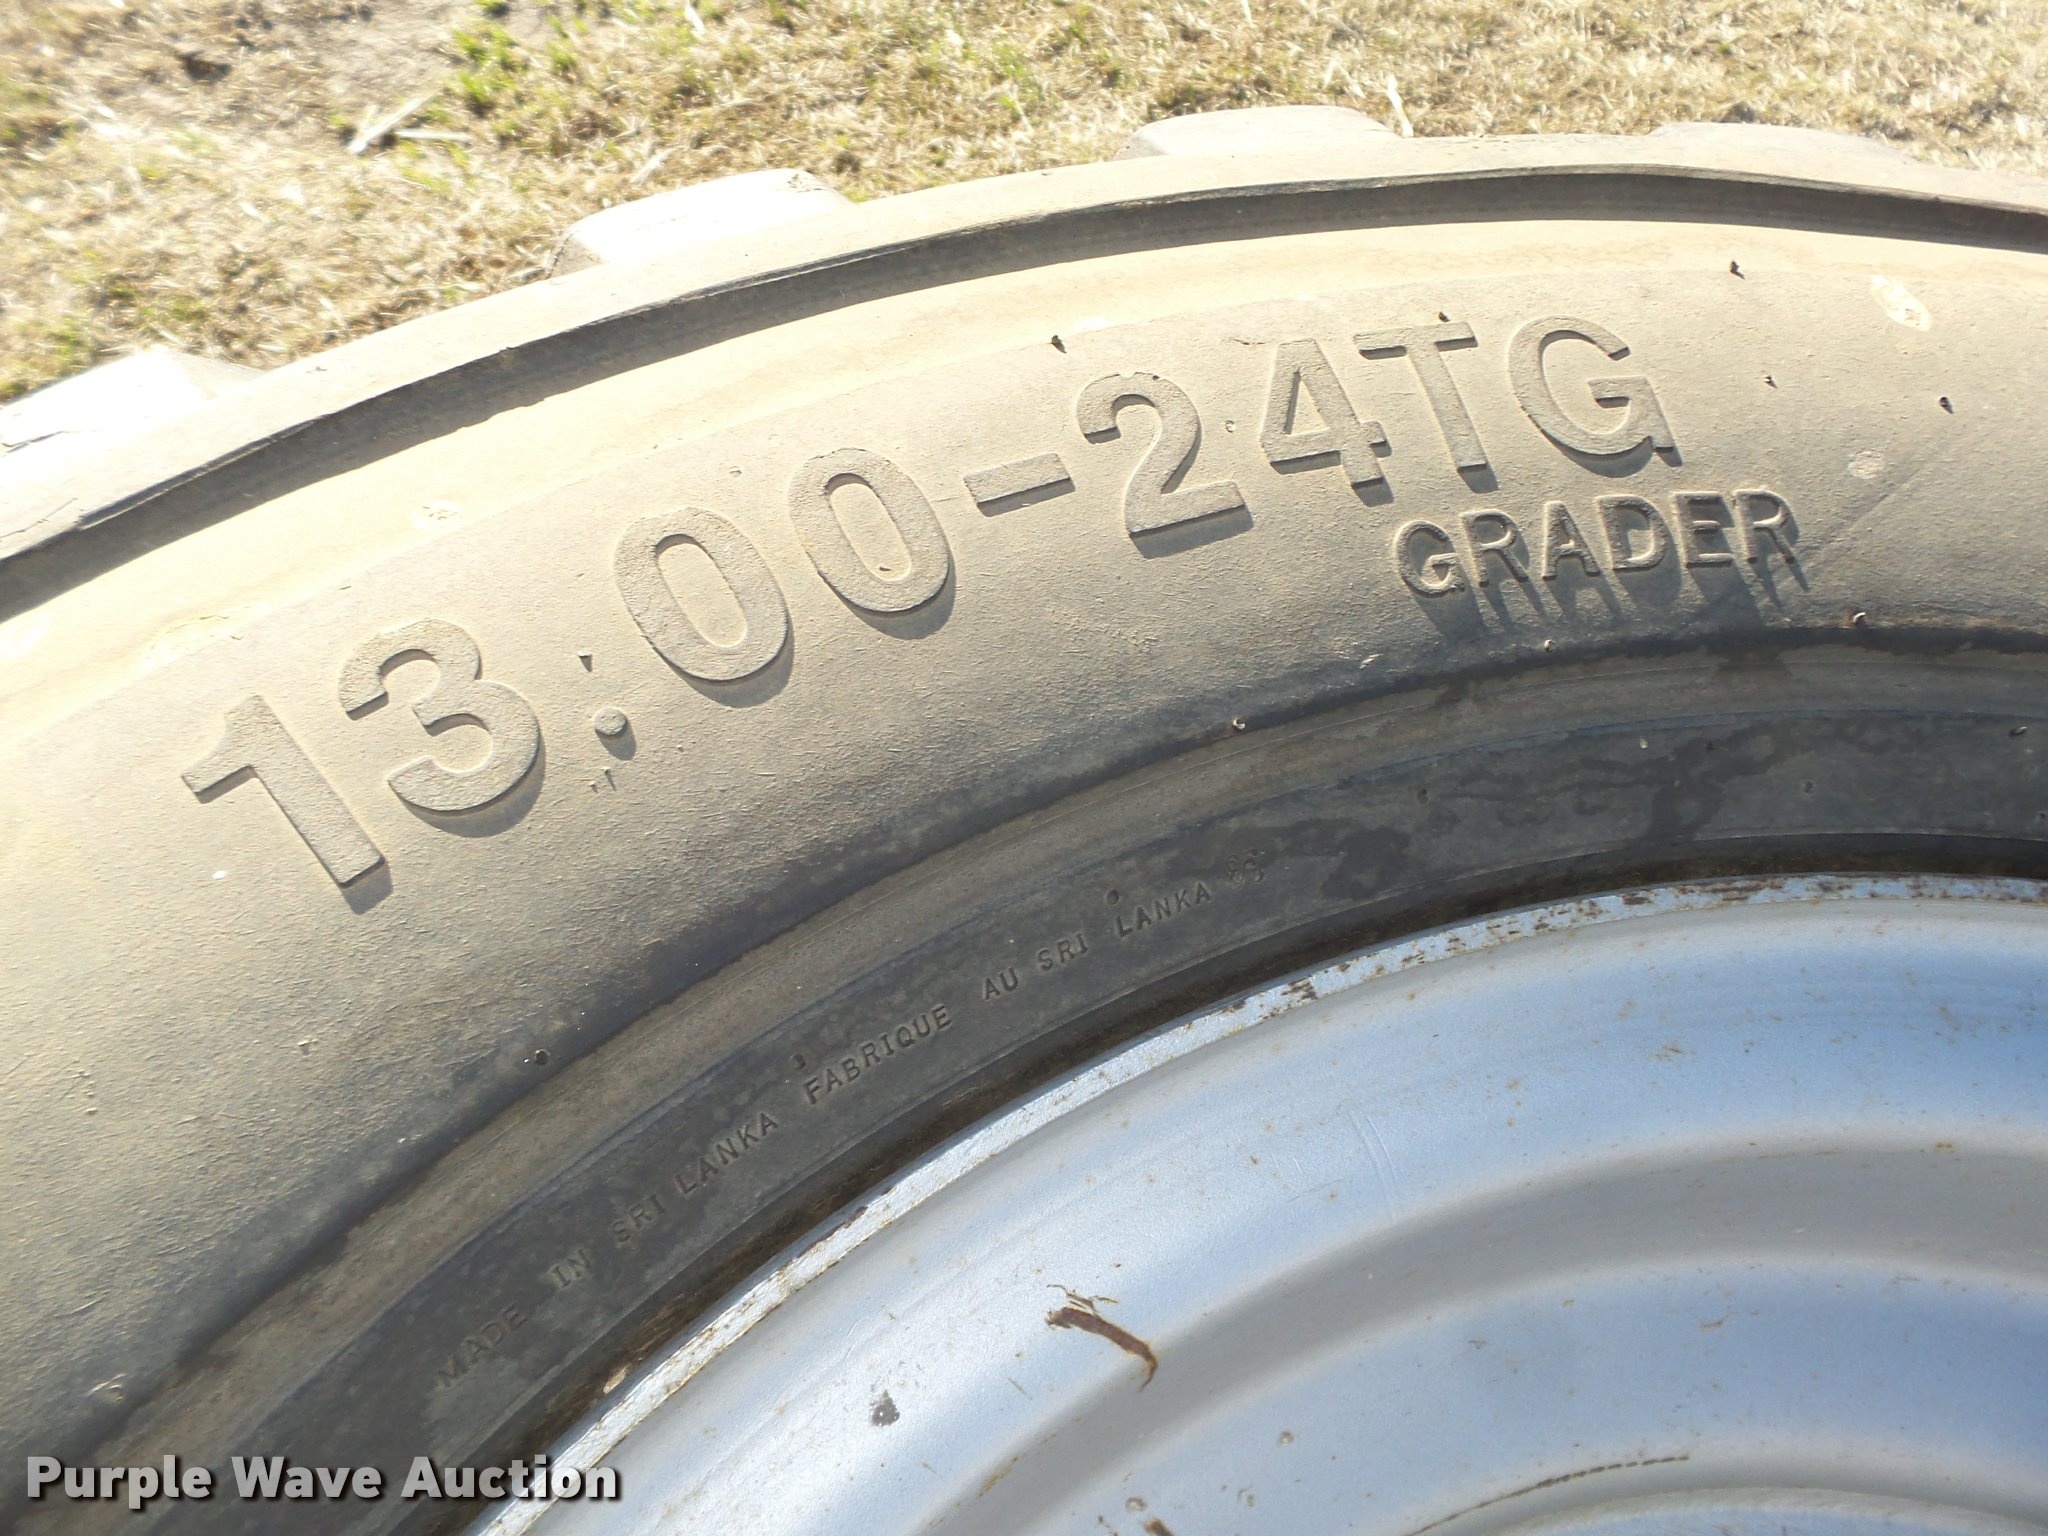 13.00-24TG
GRADER
MADE IN SRI LANKA FABRIQUE AU SRI LANKA
Purple Wave Auction